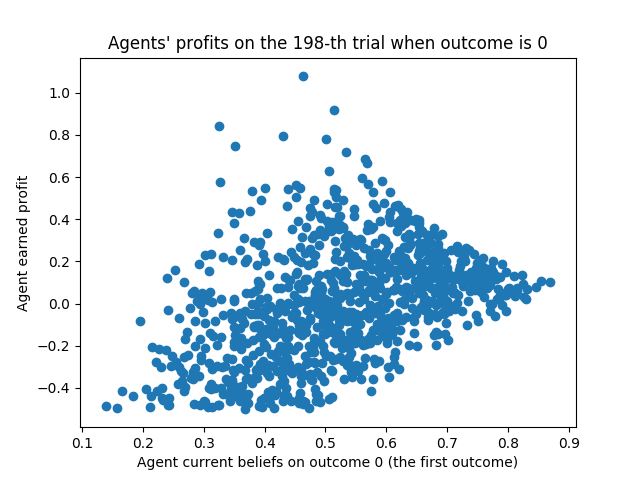 Agents' profits on the 198-th trial when outcome is 0
1.0
0.8
0.6
0.4
0.2
0.0
−0.2
−0.4
Agent earned profit
0.1 0.2 0.3 0.4 0.5 0.6 0.7 0.8 0.9
Agent current beliefs on outcome 0 (the first outcome)